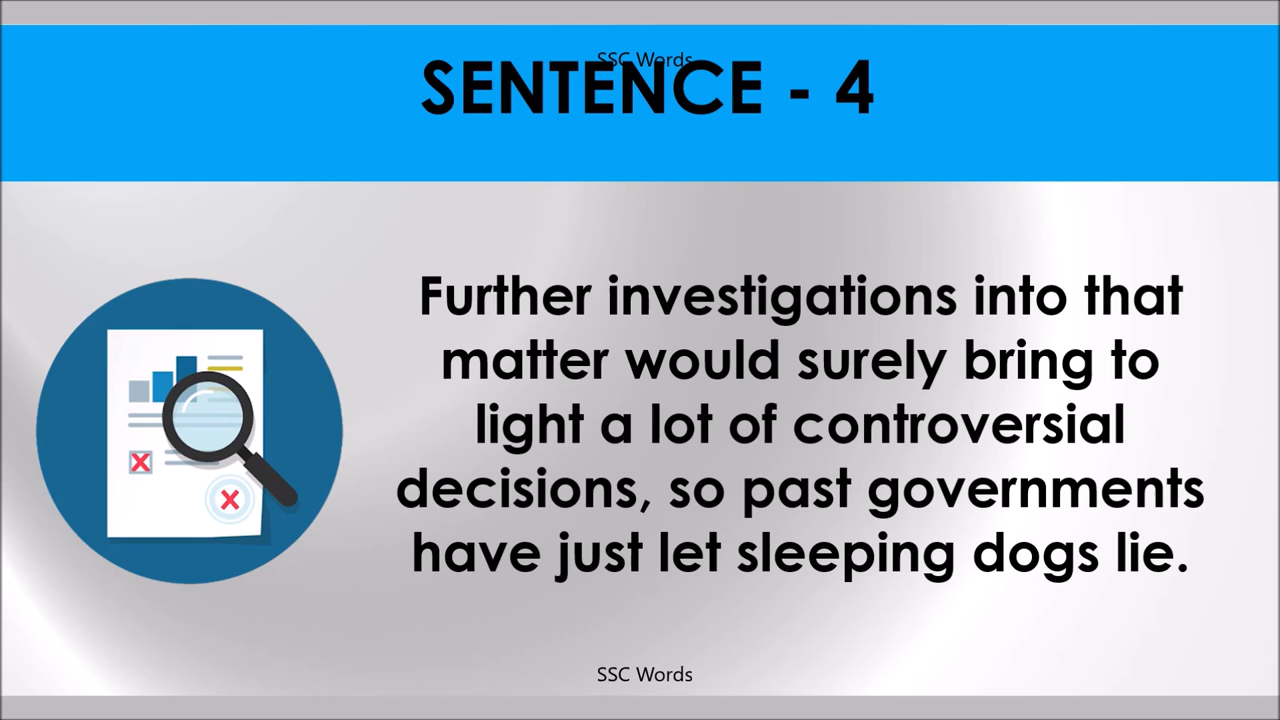 SSC Words
SENTENCE - 4
Further investigations into that
matter would surely bring to
light a lot of controversial
decisions, so past governments
have just let sleeping dogs lie.
SSC Words